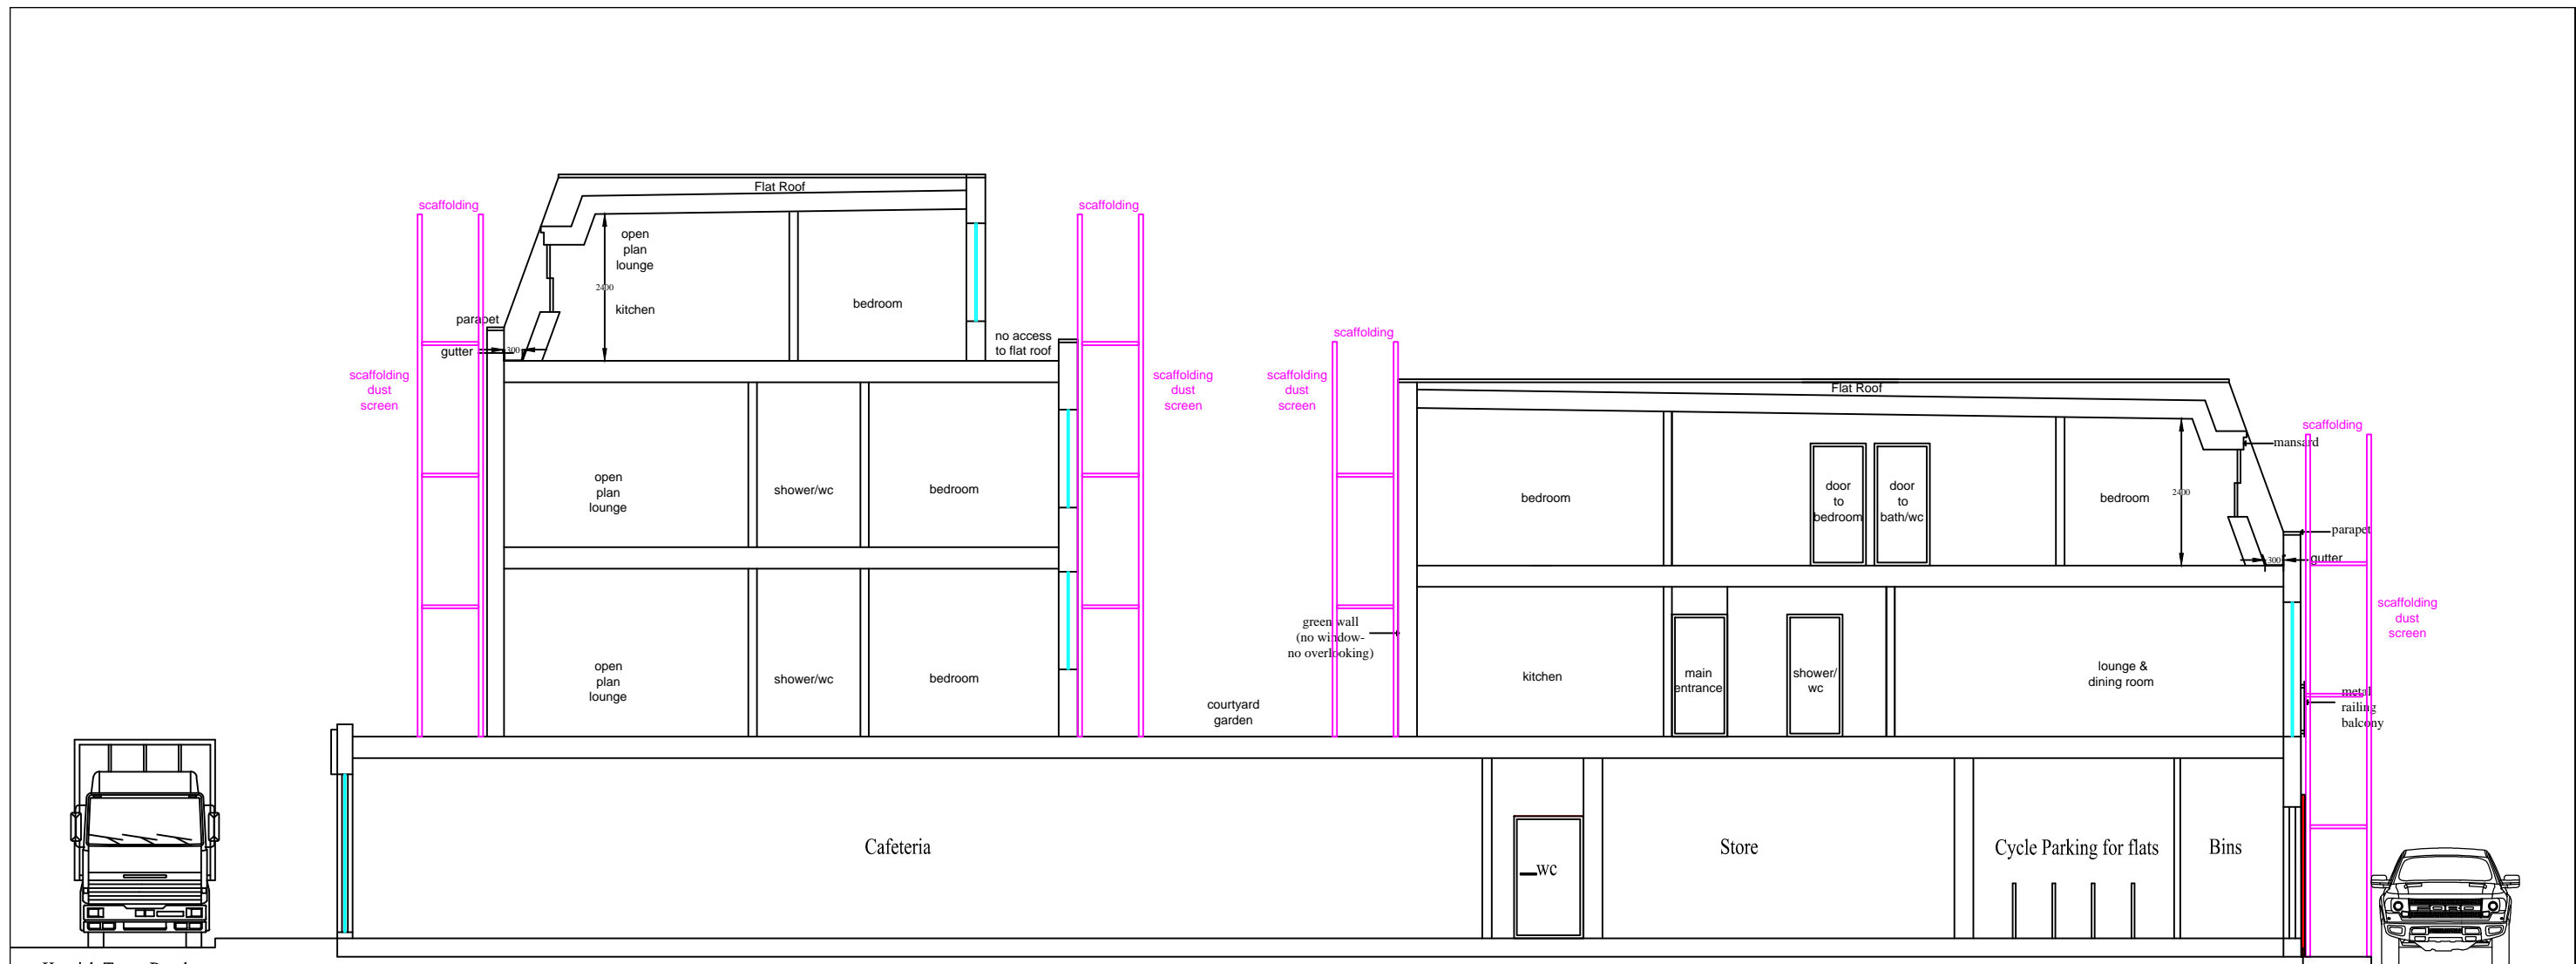 Flat Roof
scaffolding
scaffolding
open
plan
lounge
2400
kitchen
bedroom
parapet
gutter
300
no access
to flat roof
scaffolding
scaffolding
dust
screen
scaffolding
dust
screen
scaffolding
dust
screen
Flat Roof
scaffolding
mansard
open
plan
lounge
shower/wc
bedroom
bedroom
door
to
bedroom
door
to
bath/wc
bedroom
2400
parapet
300
gutter
scaffolding
dust
screen
green wall
(no window-
no overlooking)
open
plan
lounge
shower/wc
bedroom
kitchen
main
entrance
shower/
wc
lounge &
dining room
metal
railing
balcony
courtyard
garden
Cafeteria
wc
Store
Cycle Parking for flats
Bins